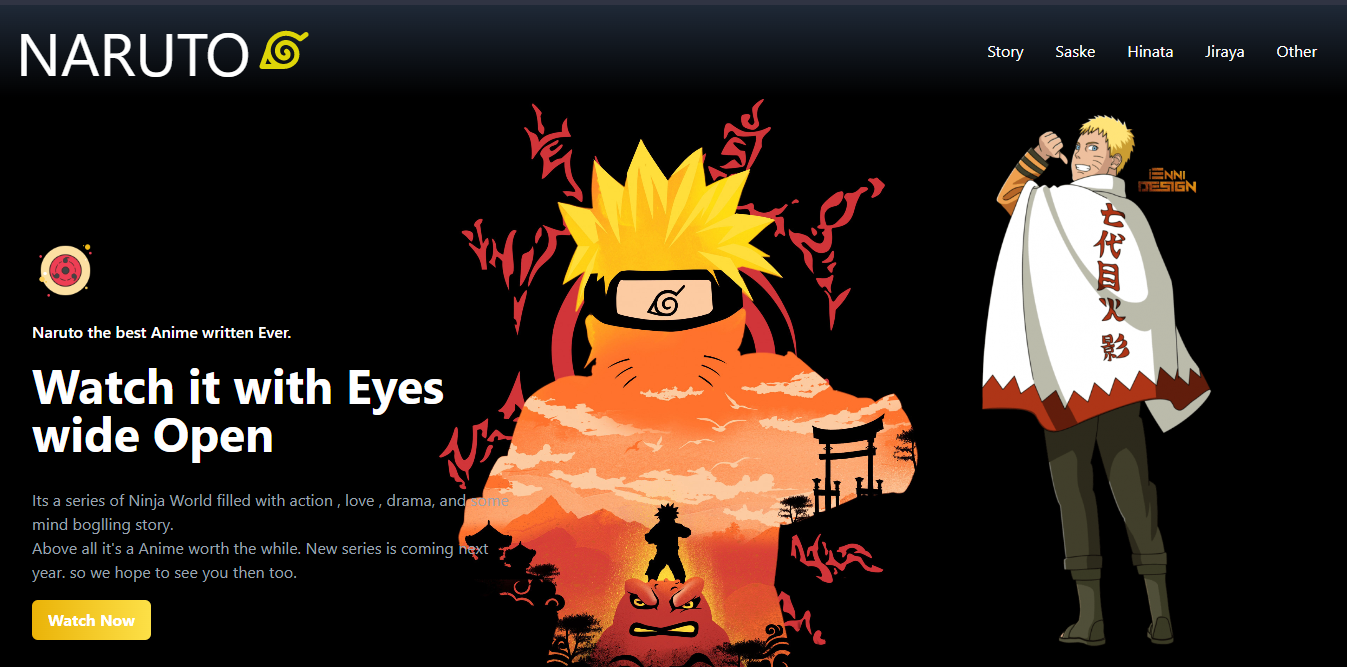 NARUTO
Story Saske Hinata Jiraya Other
ENNI
DESIGN
七代目火影
Naruto the best Anime written Ever.
Watch it with Eyes
wide Open
Its a series of Ninja World filled with action , love , drama, and some
mind boglling story.
Above all it's a Anime worth the while. New series is coming next
year. so we hope to see you then too.
Watch Now